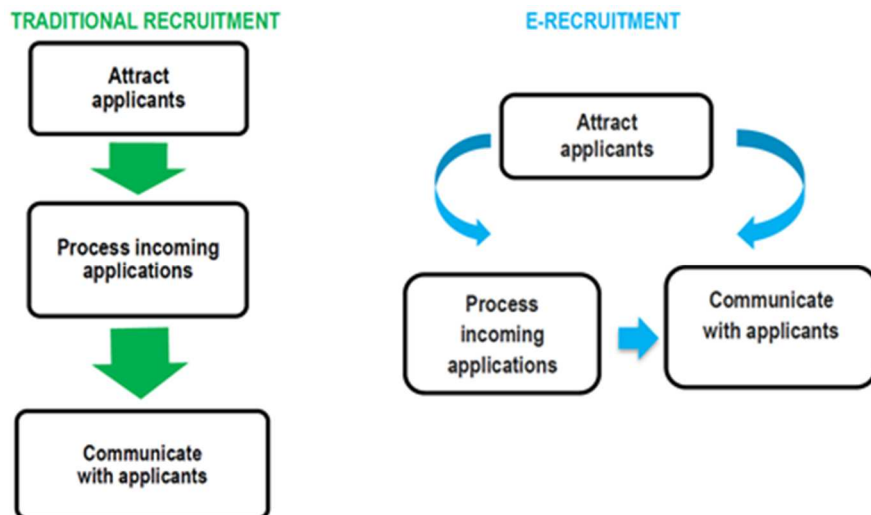 TRADITIONAL RECRUITMENT
Attract
applicants
Process incoming
applications
Communicate
with applicants
E-RECRUITMENT
Attract
applicants
Process
incoming
applications
Communicate
with applicants